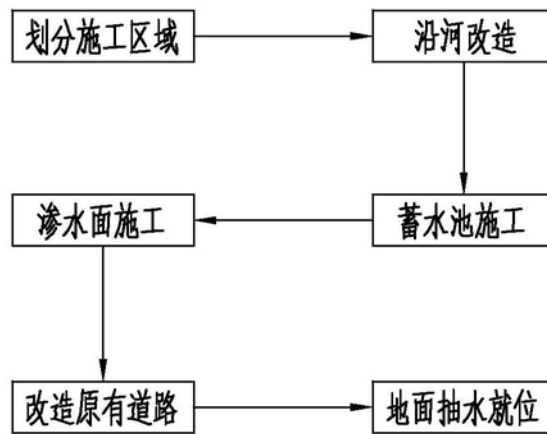 划分施工区域
沿河改造
蓄水池施工
渗水面施工
改造原有道路
地面抽水就位